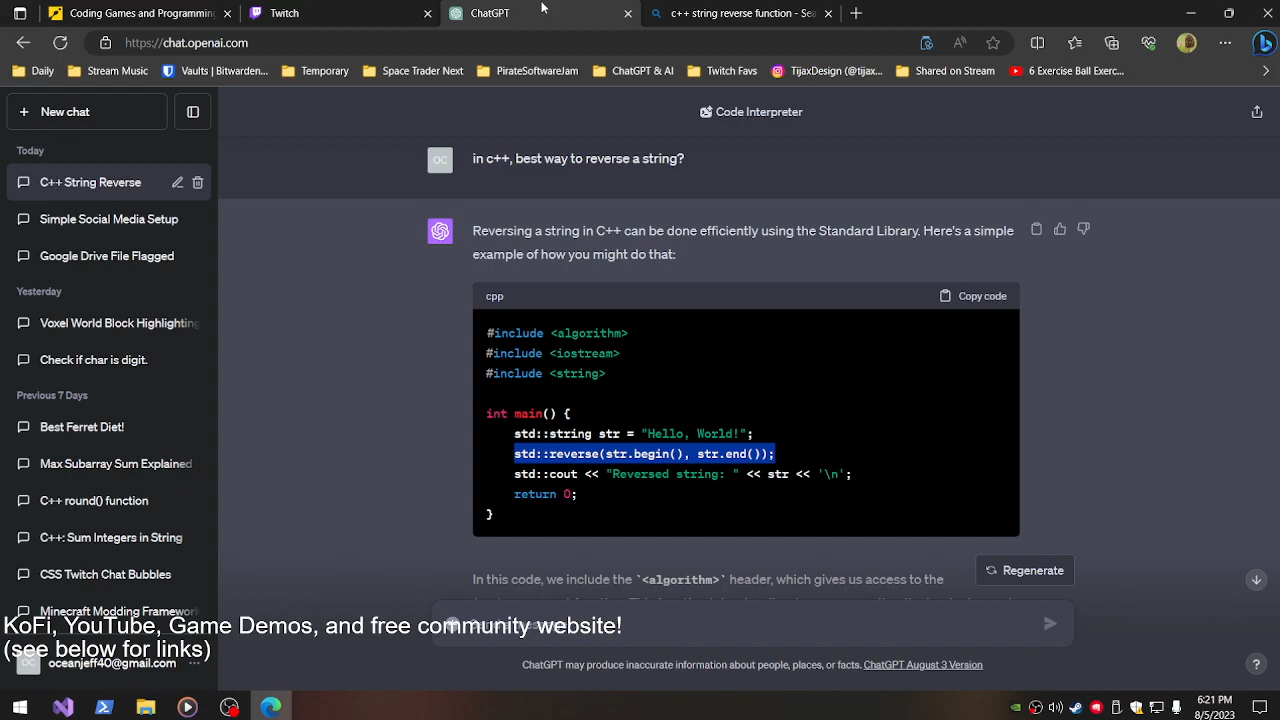 Coding Games and Programming
Twitch
ChatGPT
c++ string reverse function - Sea
https://chat.openai.com
Daily
Stream Music
Vaults | Bitwarden...
Temporary
Space Trader Next
PirateSoftwareJam
ChatGPT & AI
Twitch Favs
TijaxDesign (@tijax...
Shared on Stream
6 Exercise Ball Exerc...
New chat
Code Interpreter
Today
C++ String Reverse
Simple Social Media Setup
Google Drive File Flagged
Yesterday
Voxel World Block Highlighting
Check if char is digit.
Previous 7 Days
Best Ferret Diet!
Max Subarray Sum Explained
C++ round() function
C++: Sum Integers in String
CSS Twitch Chat Bubbles
Minecraft Modding Framework
OC
in c++, best way to reverse a string?
Reversing a string in C++ can be done efficiently using the Standard Library. Here's a simple
example of how you might do that:
cpp
Copy code
#include <algorithm>
#include <iostream>
#include <string>
int main() {
std::string str = "Hello, World!";
std::reverse(str.begin(), str.end());
std::cout << "Reversed string: " << str << '\n';
return 0;
}
In this code, we include the `<algorithm>` header, which gives us access to the
Regenerate
KoFi, YouTube, Game Demos, and free community website!
(see below for links)
OC
oceanjeff40@gmail.com
ChatGPT may produce inaccurate information about people, places, or facts. ChatGPT August 3 Version
?
6:21 PM
8/5/2023